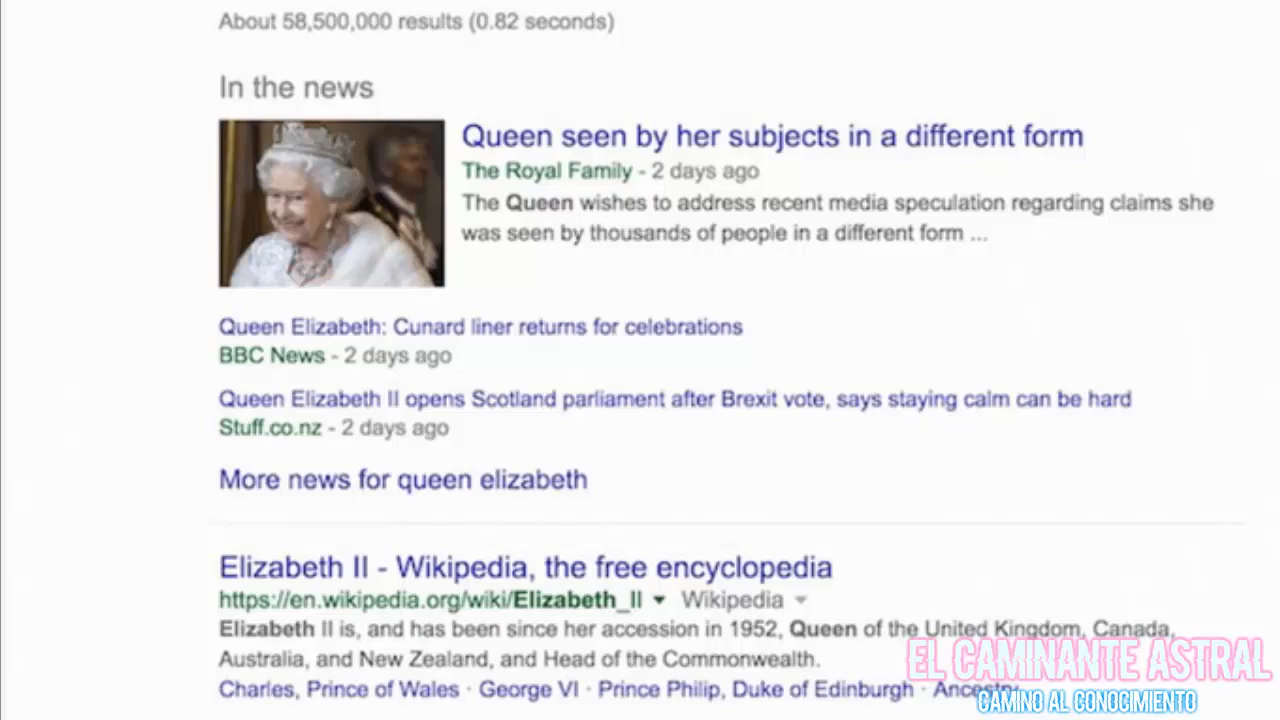 About 58,500,000 results (0.82 seconds)
In the news
Queen seen by her subjects in a different form
The Royal Family - 2 days ago
The Queen wishes to address recent media speculation regarding claims she
was seen by thousands of people in a different form ...
Queen Elizabeth: Cunard liner returns for celebrations
BBC News - 2 days ago
Queen Elizabeth II opens Scotland parliament after Brexit vote, says staying calm can be hard
Stuff.co.nz - 2 days ago
More news for queen elizabeth
Elizabeth II - Wikipedia, the free encyclopedia
https://en.wikipedia.org/wiki/Elizabeth_II Wikipedia
Elizabeth II is, and has been since her accession in 1952, Queen of the United Kingdom, Canada,
Australia, and New Zealand, and Head of the Commonwealth.
Charles, Prince of Wales · George VI · Prince Philip, Duke of Edinburgh ·
EL CAMINANTE ASTRAL
CAMINO AL CONOCIMIENTO